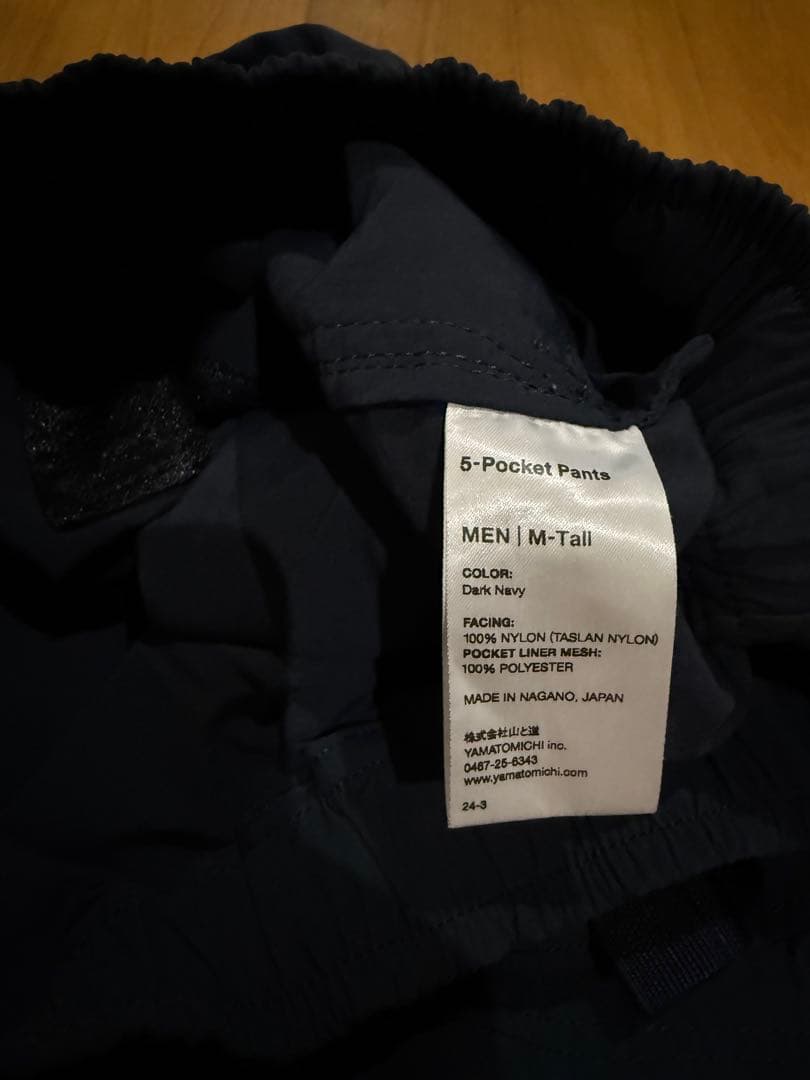 5-Pocket Pants
MEN | M-Tall
COLOR:
Dark Navy
FACING:
100% NYLON (TASLAN NYLON)
POCKET LINER MESH:
100% POLYESTER
MADE IN NAGANO, JAPAN
株式会社山と道
YAMATOMICHI inc.
0467-25-6343
www.yamatomichi.com
24-3